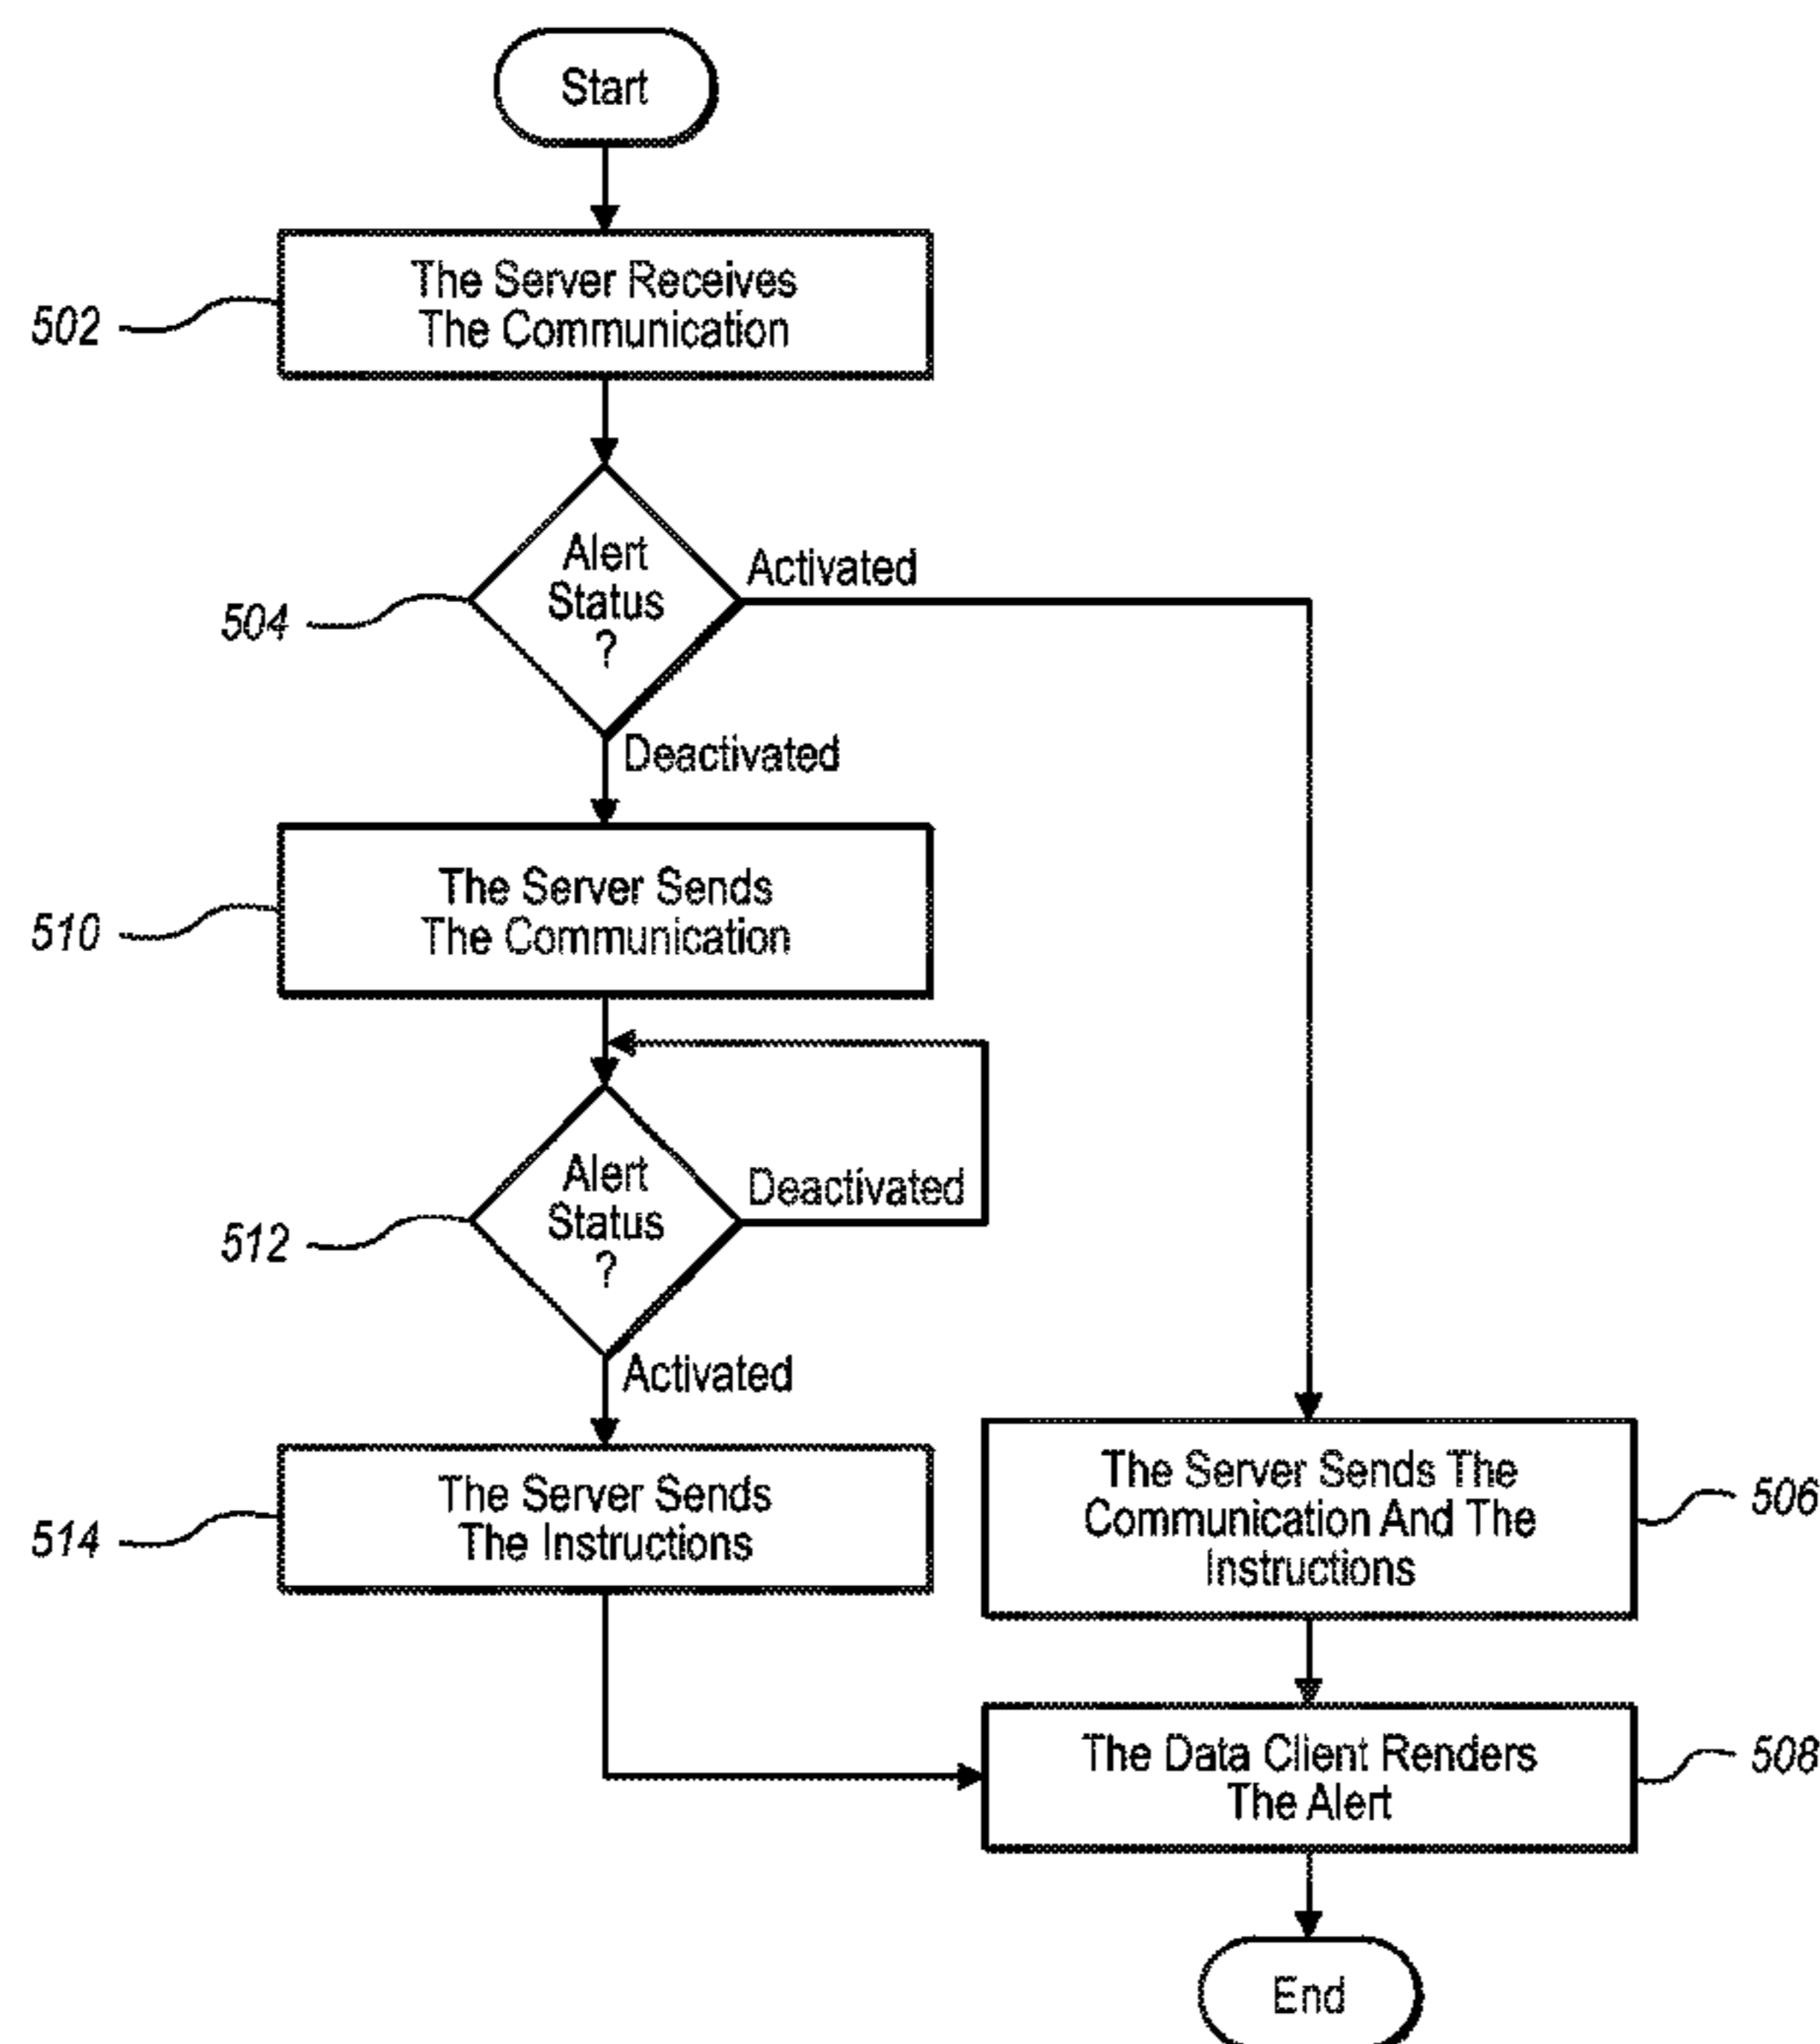 Start
The Server Receives
The Communication
502
Alert
Status
?
Activated
504
Deactivated
The Server Sends
The Communication
510
Alert
Status
?
Deactivated
512
Activated
The Server Sends
The Instructions
514
The Server Sends The
Communication And The
Instructions
506
The Data Client Renders
The Alert
508
End